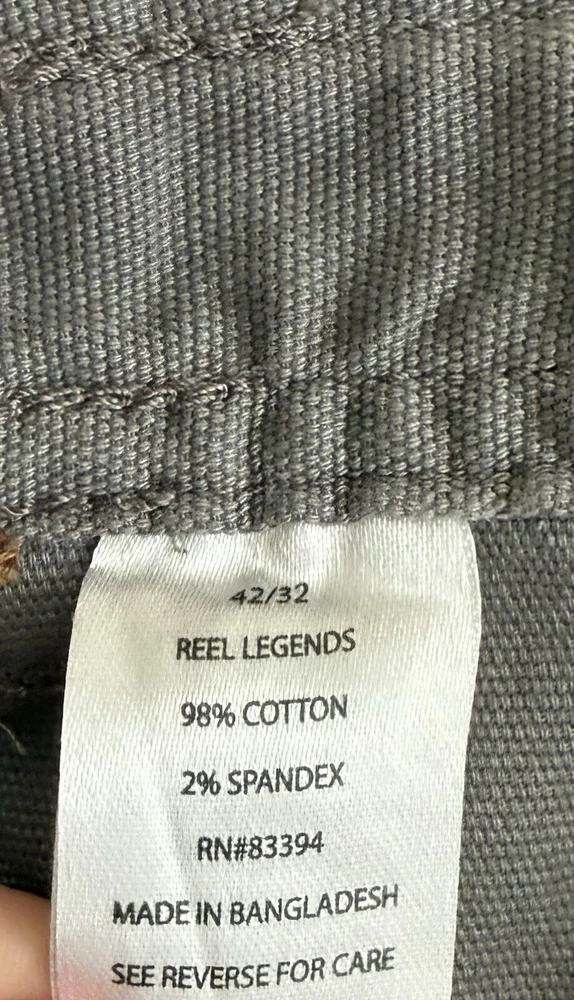 42/32
REEL LEGENDS
98% COTTON
2% SPANDEX
RN#83394
MADE IN BANGLADESH
SEE REVERSE FOR CARE